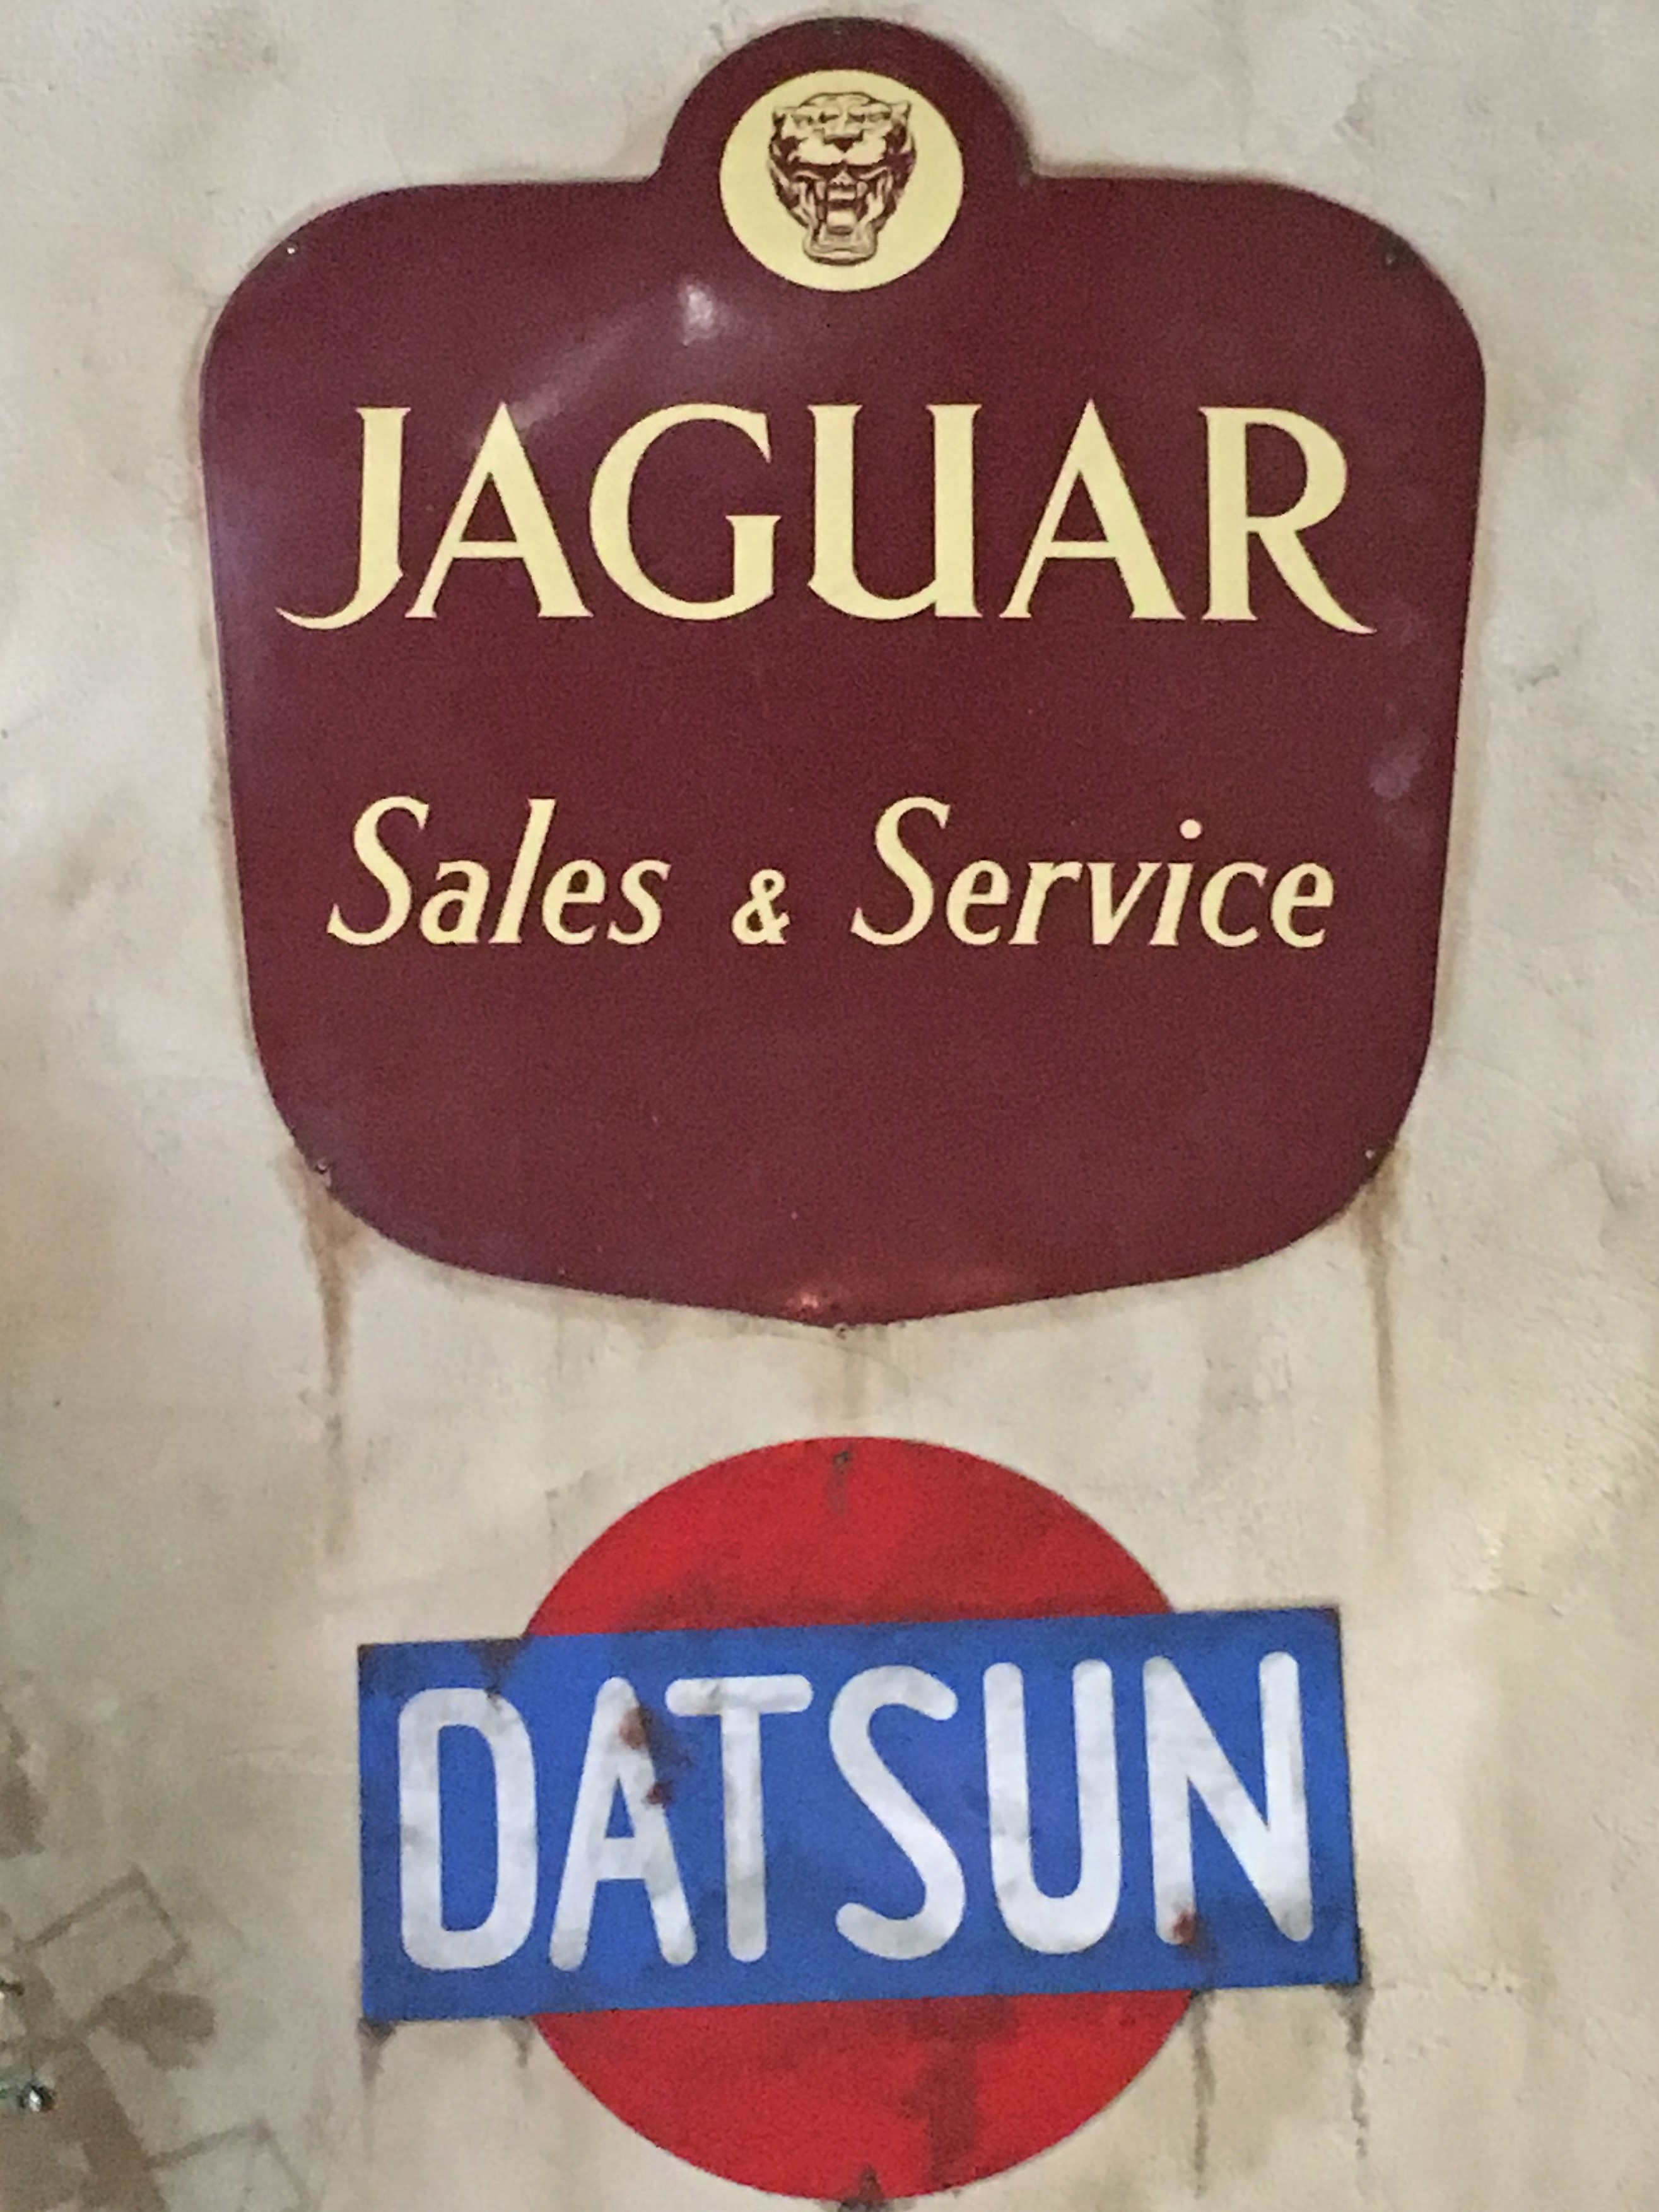 JAGUAR
Sales & Service
DATSUN